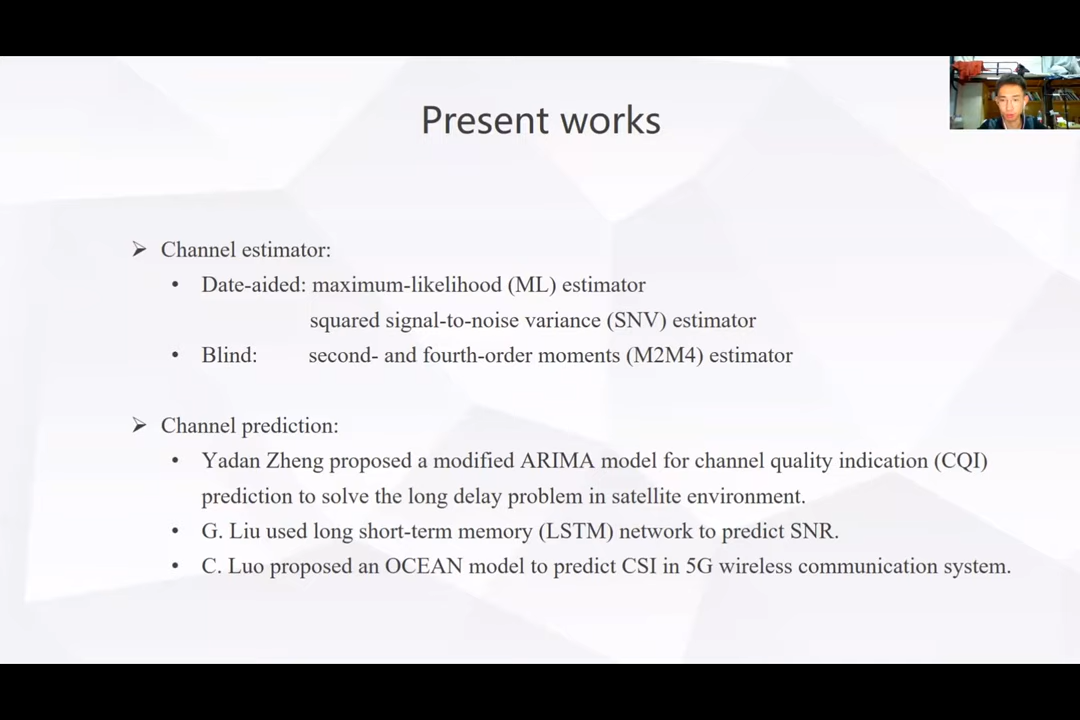 Present works
➢ Channel estimator:
• Date-aided: maximum-likelihood (ML) estimator
squared signal-to-noise variance (SNV) estimator
• Blind: second- and fourth-order moments (M2M4) estimator
➢ Channel prediction:
• Yadan Zheng proposed a modified ARIMA model for channel quality indication (CQI)
prediction to solve the long delay problem in satellite environment.
• G. Liu used long short-term memory (LSTM) network to predict SNR.
• C. Luo proposed an OCEAN model to predict CSI in 5G wireless communication system.